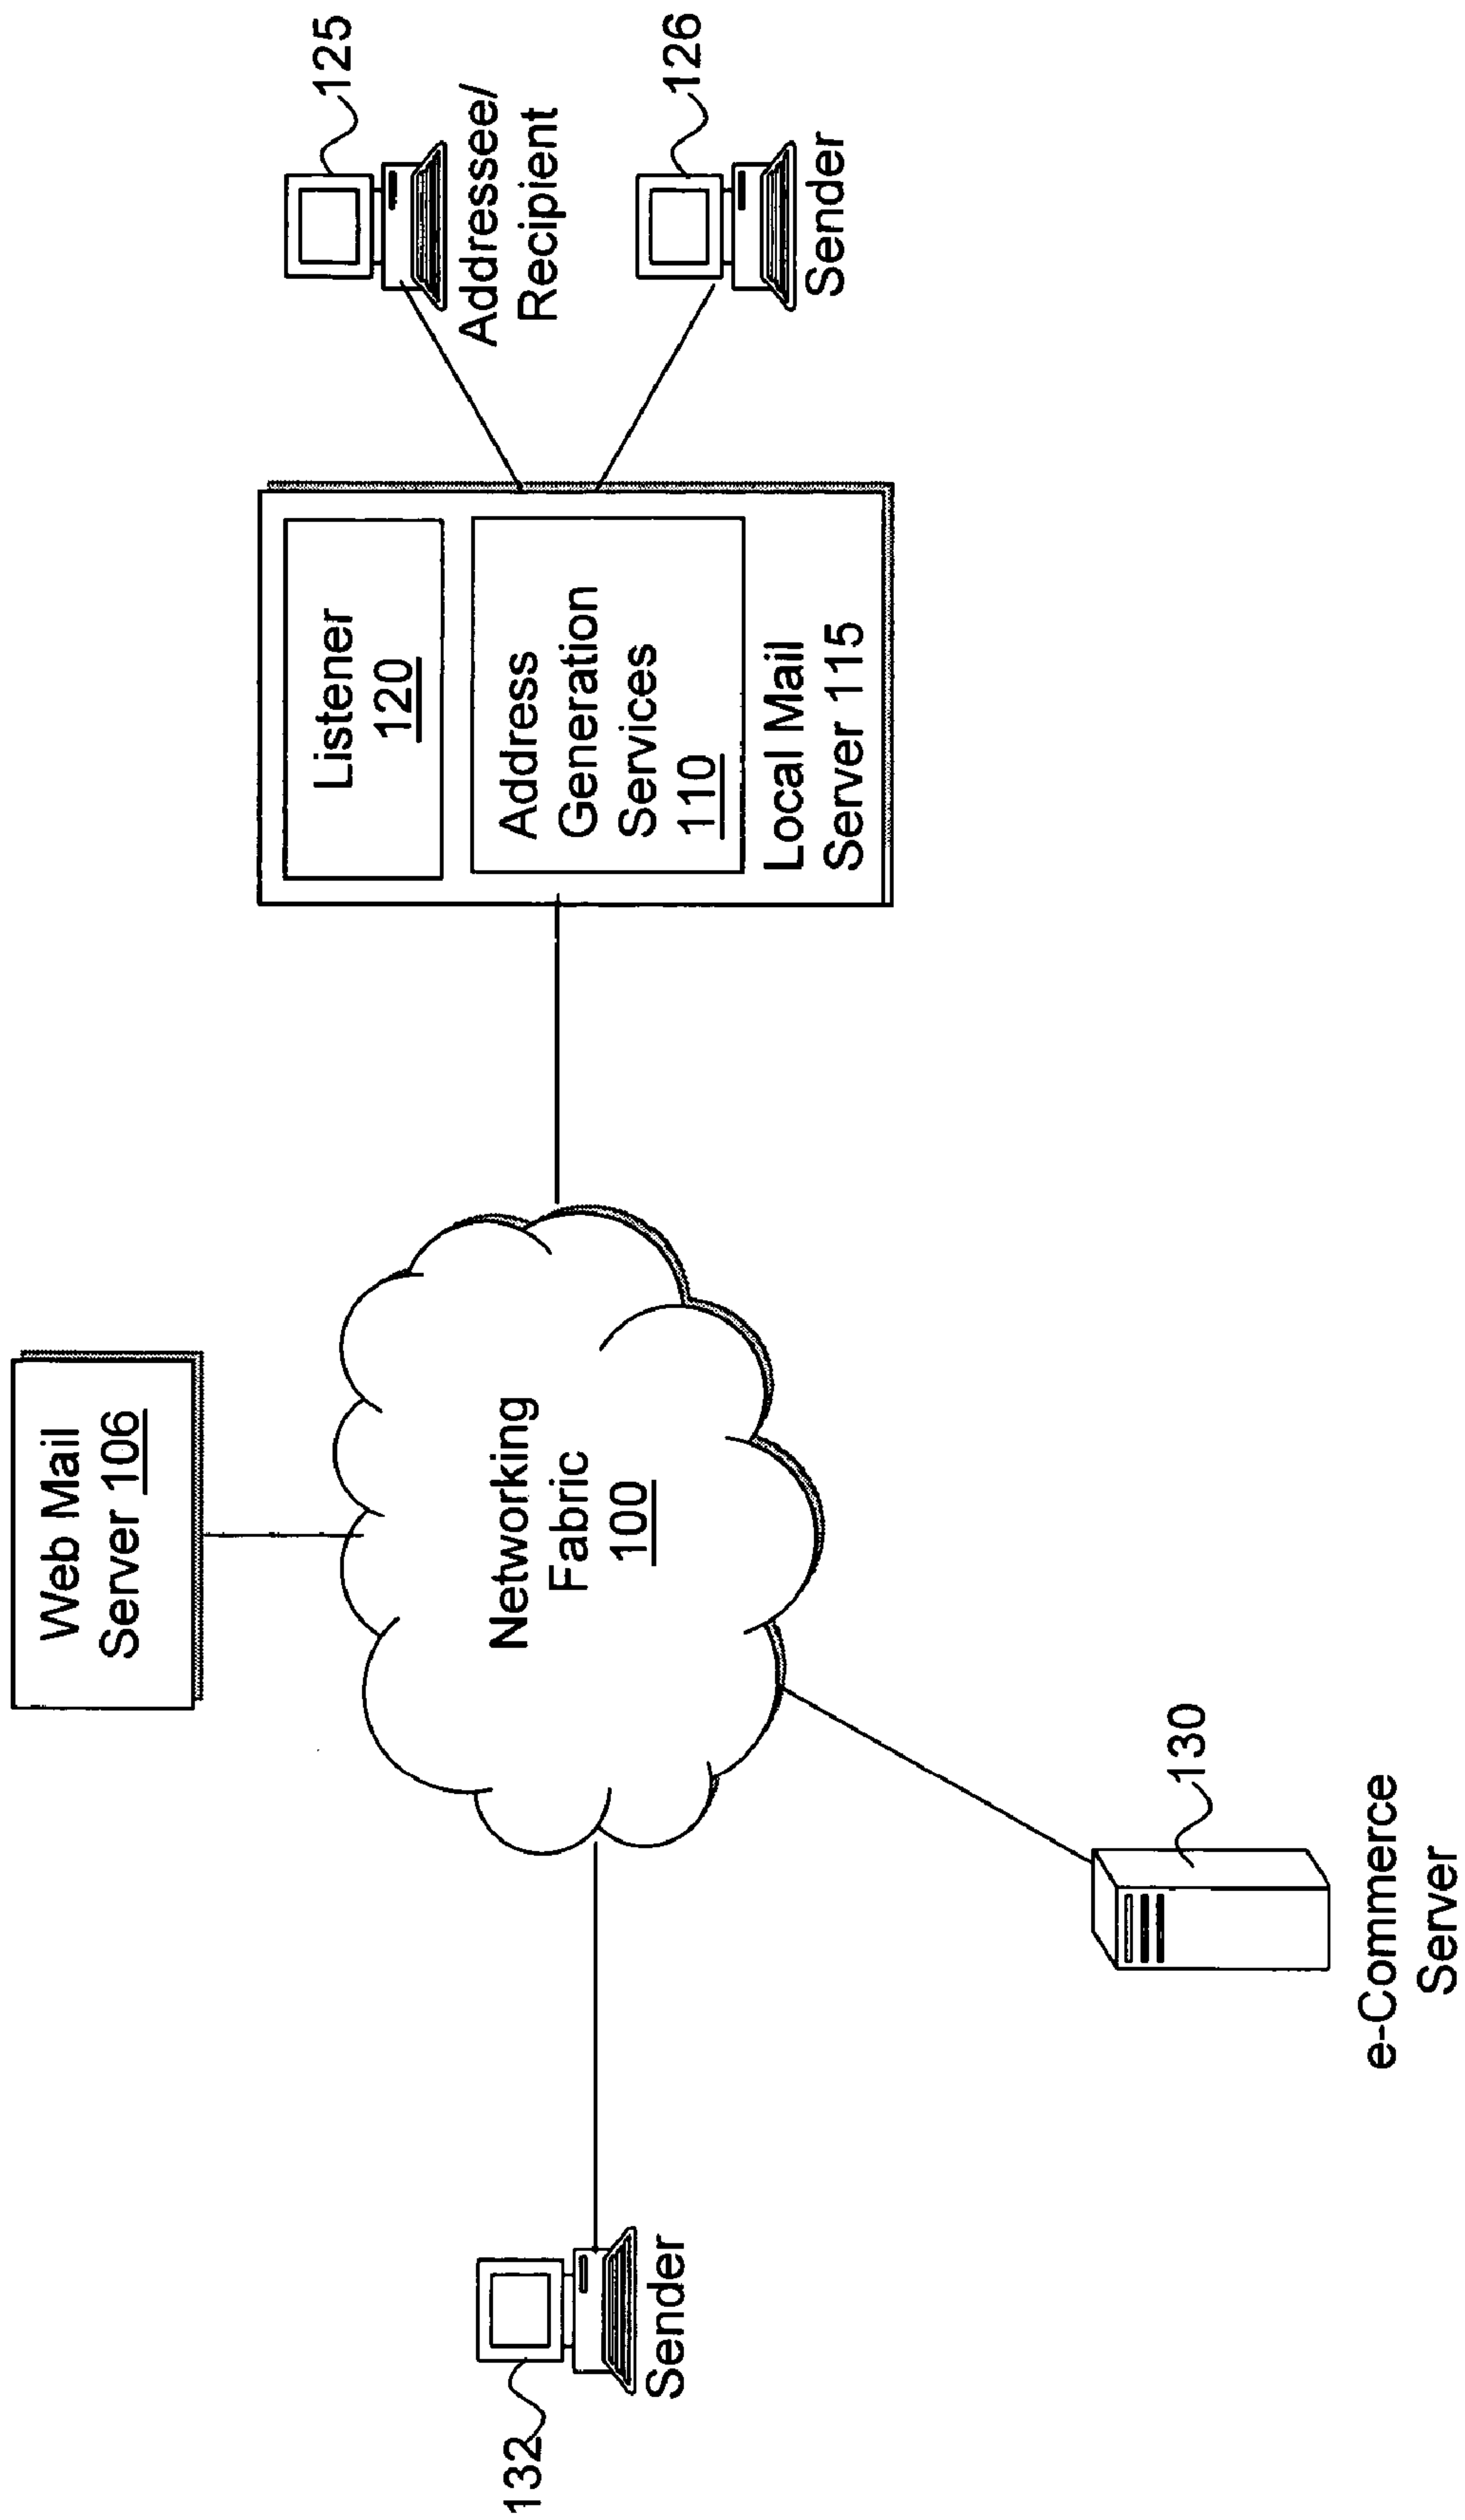 Web Mail
Server 106
132
Sender
Networking
Fabric
100
130
e-Commerce
Server
Listener
120
Address
Generation
Services
110
Local Mail
Server 115
125
Addressee/
Recipient
126
Sender